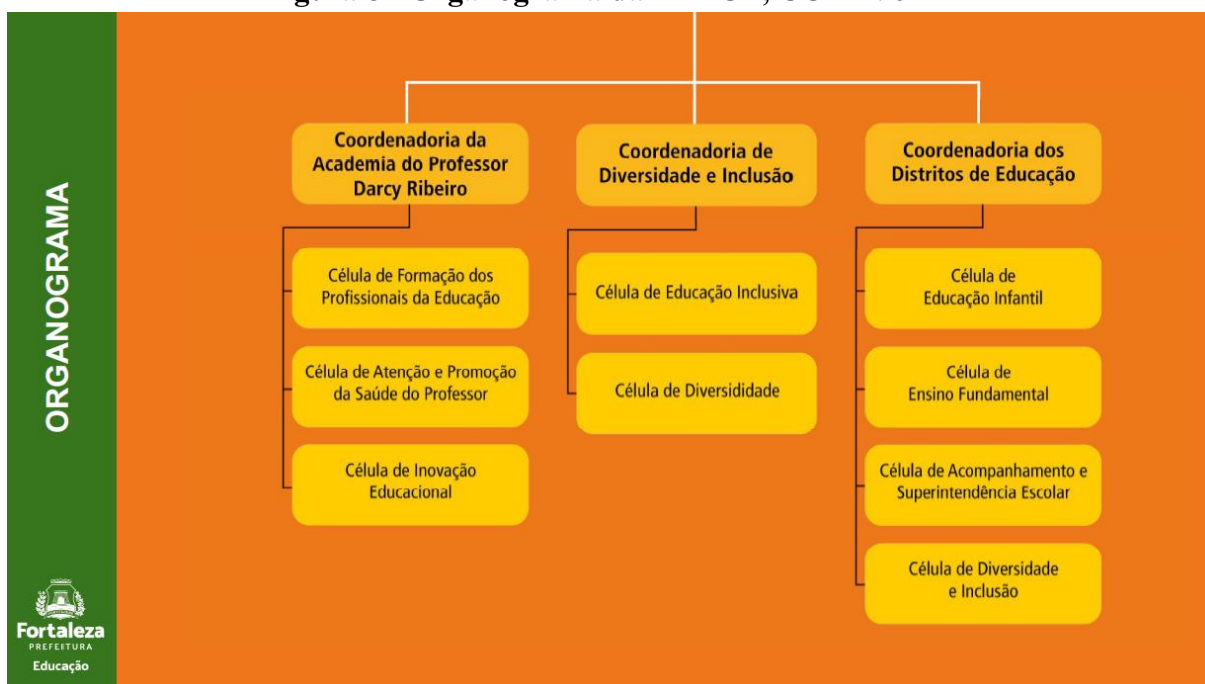 ORGANOGRAMA
Coordenadoria da
Academia do Professor
Darcy Ribeiro
Célula de Formação dos
Profissionais da Educação
Célula de Atenção e Promoção
da Saúde do Professor
Célula de Inovação
Educacional
Coordenadoria de
Diversidade e Inclusão
Célula de Educação Inclusiva
Célula de Diversididade
Coordenadoria dos
Distritos de Educação
Célula de
Educação Infantil
Célula de
Ensino Fundamental
Célula de Acompanhamento e
Superintendência Escolar
Célula de Diversidade
e Inclusão
Fortaleza
PREFEITURA
Educação